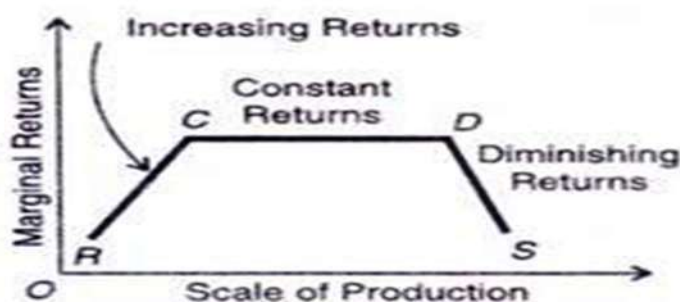 Increasing Returns
Constant
Returns
C
D
Diminishing
Returns
Marginal Returns
R
S
O
Scale of Production